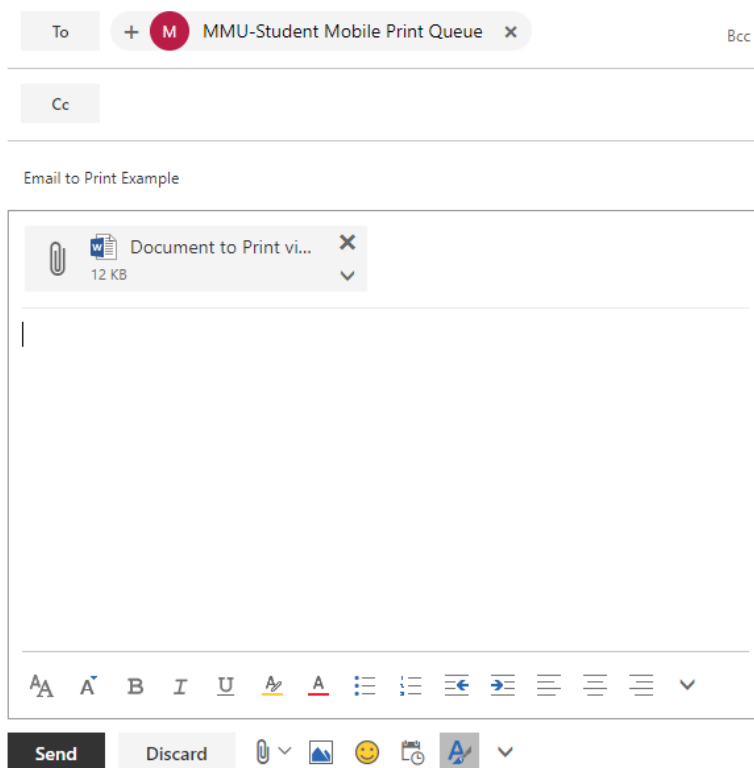 To + M MMU-Student Mobile Print Queue x Bcc
Cc
Email to Print Example
Document to Print vi...
12 KB
AA A B I U A A
Send Discard